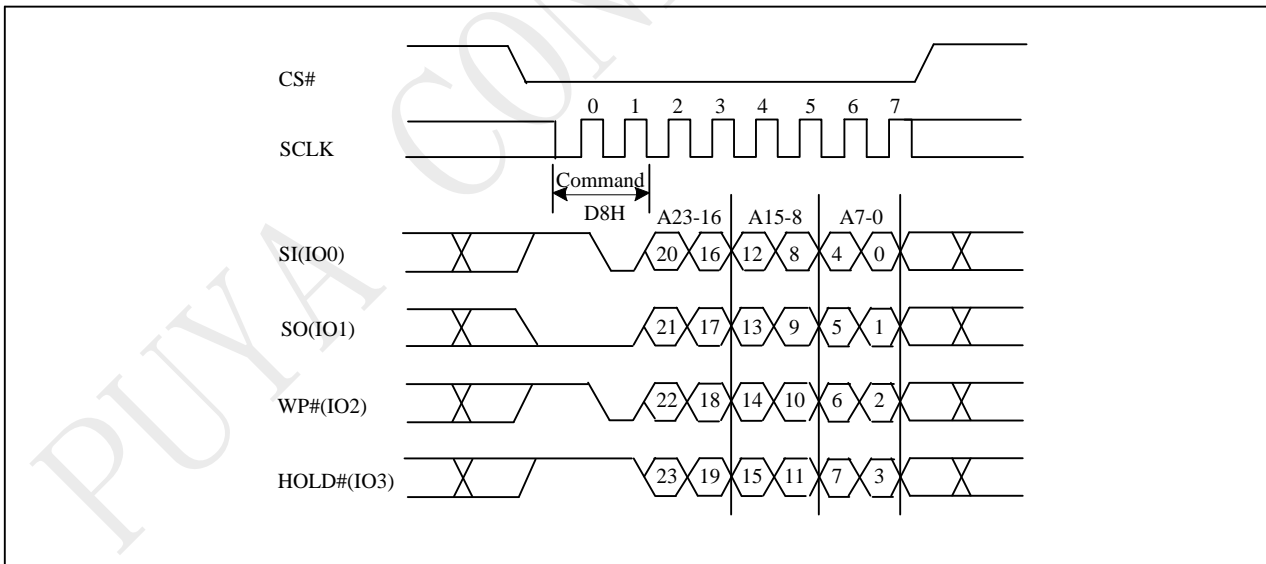 PUYA CON
CS#
0 1 2 3 4 5 6 7
SCLK
Command
D8H
A23-16 A15-8 A7-0
SI(IO0) 20 16 12 8 4 0
SO(IO1) 21 17 13 9 5 1
WP#(IO2) 22 18 14 10 6 2
HOLD#(IO3) 23 19 15 11 7 3